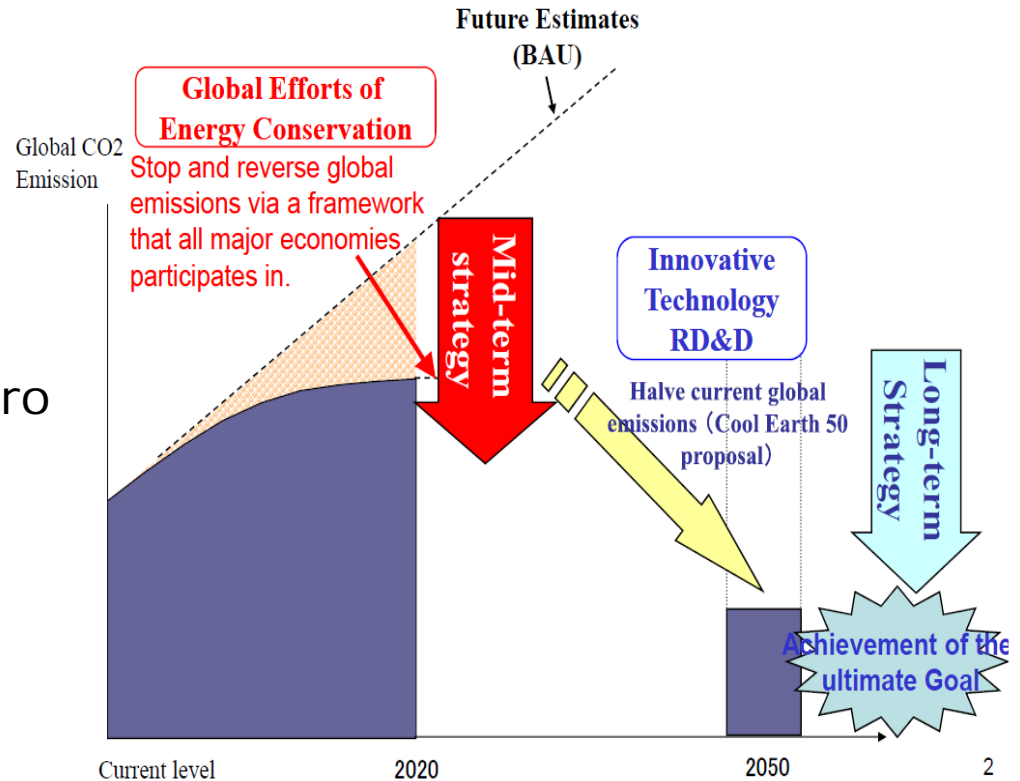 Future Estimates
(BAU)
Global Efforts of
Energy Conservation
Global CO2
Emission
Stop and reverse global
emissions via a framework
that all major economies
participates in.
Mid-term
strategy
Innovative
Technology
RD&D
ro
Halve current global
emissions (Cool Earth 50
proposal)
Long-term
Strategy
Achievement of the
ultimate Goal
Current level
2020
2050
2